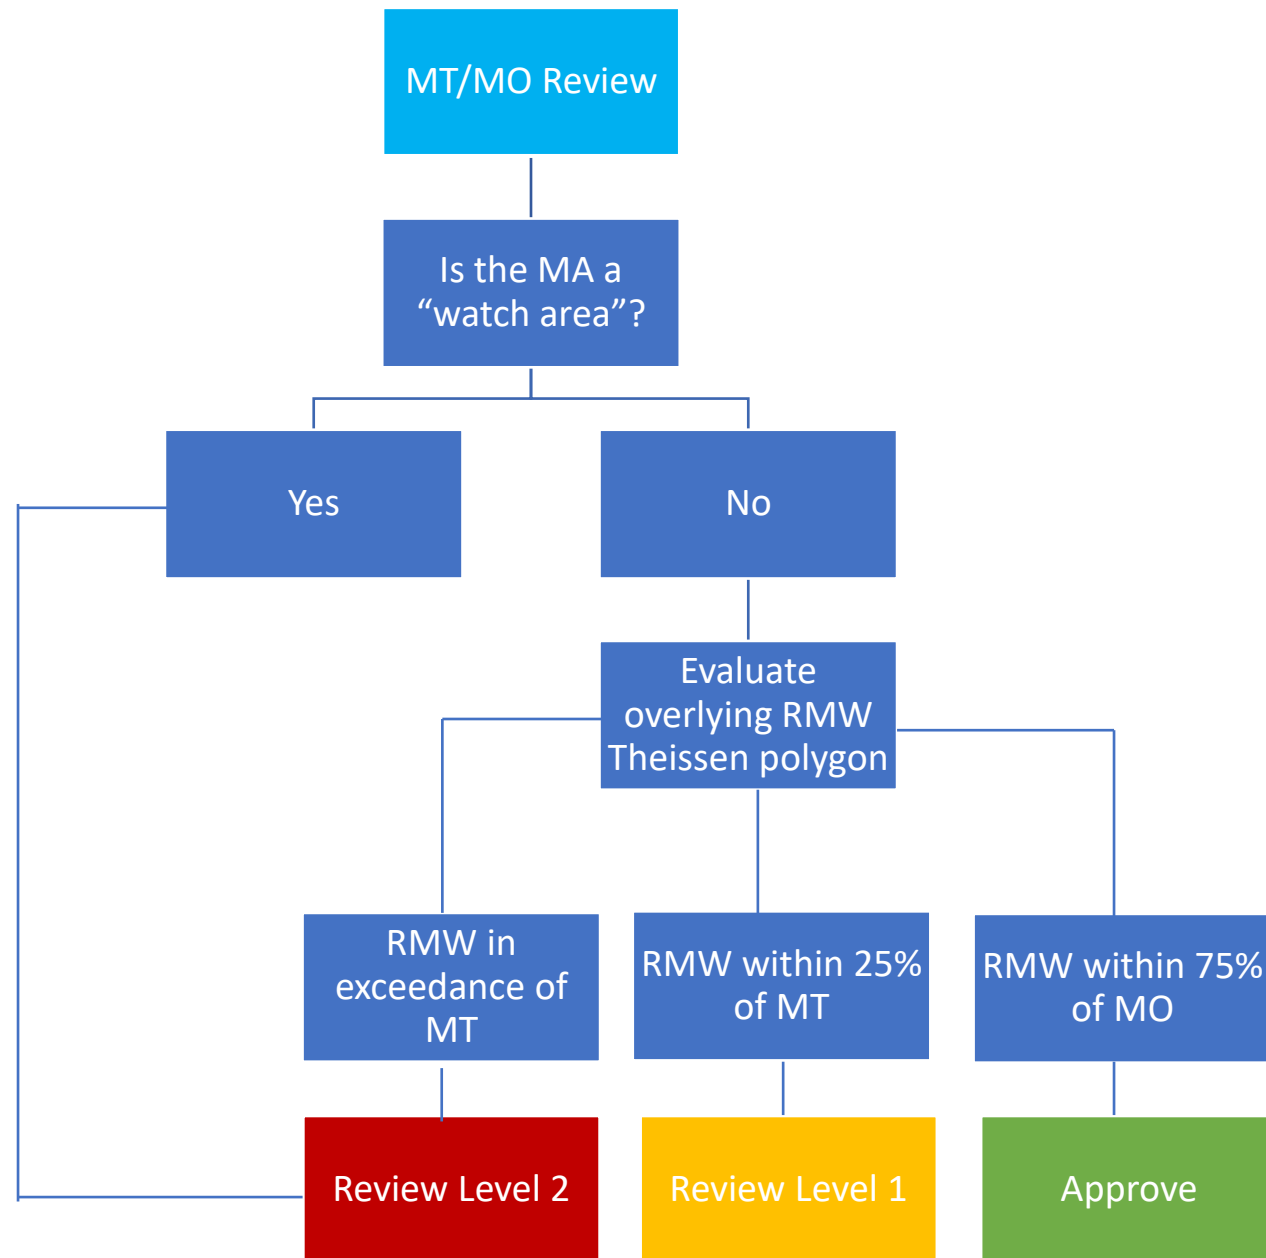 MT/MO Review
Is the MA a
“watch area”?
Yes
No
Evaluate
overlying RMW
Theissen polygon
RMW in
exceedance of
MT
RMW within 25%
of MT
RMW within 75%
of MO
Review Level 2
Review Level 1
Approve